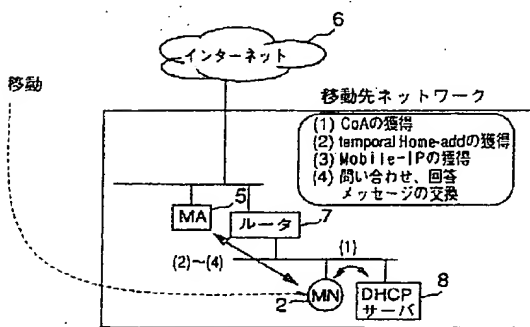 6
インターネット
移動
移動先ネットワーク
(1) CoAの獲得
(2) temporal Home-addの獲得
(3) Mobile-IPの獲得
(4) 問い合わせ、回答
メッセージの交換
5
MA
ルータ
7
(2)~(4)
(1)
2
MN
DHCP
サーバ
8